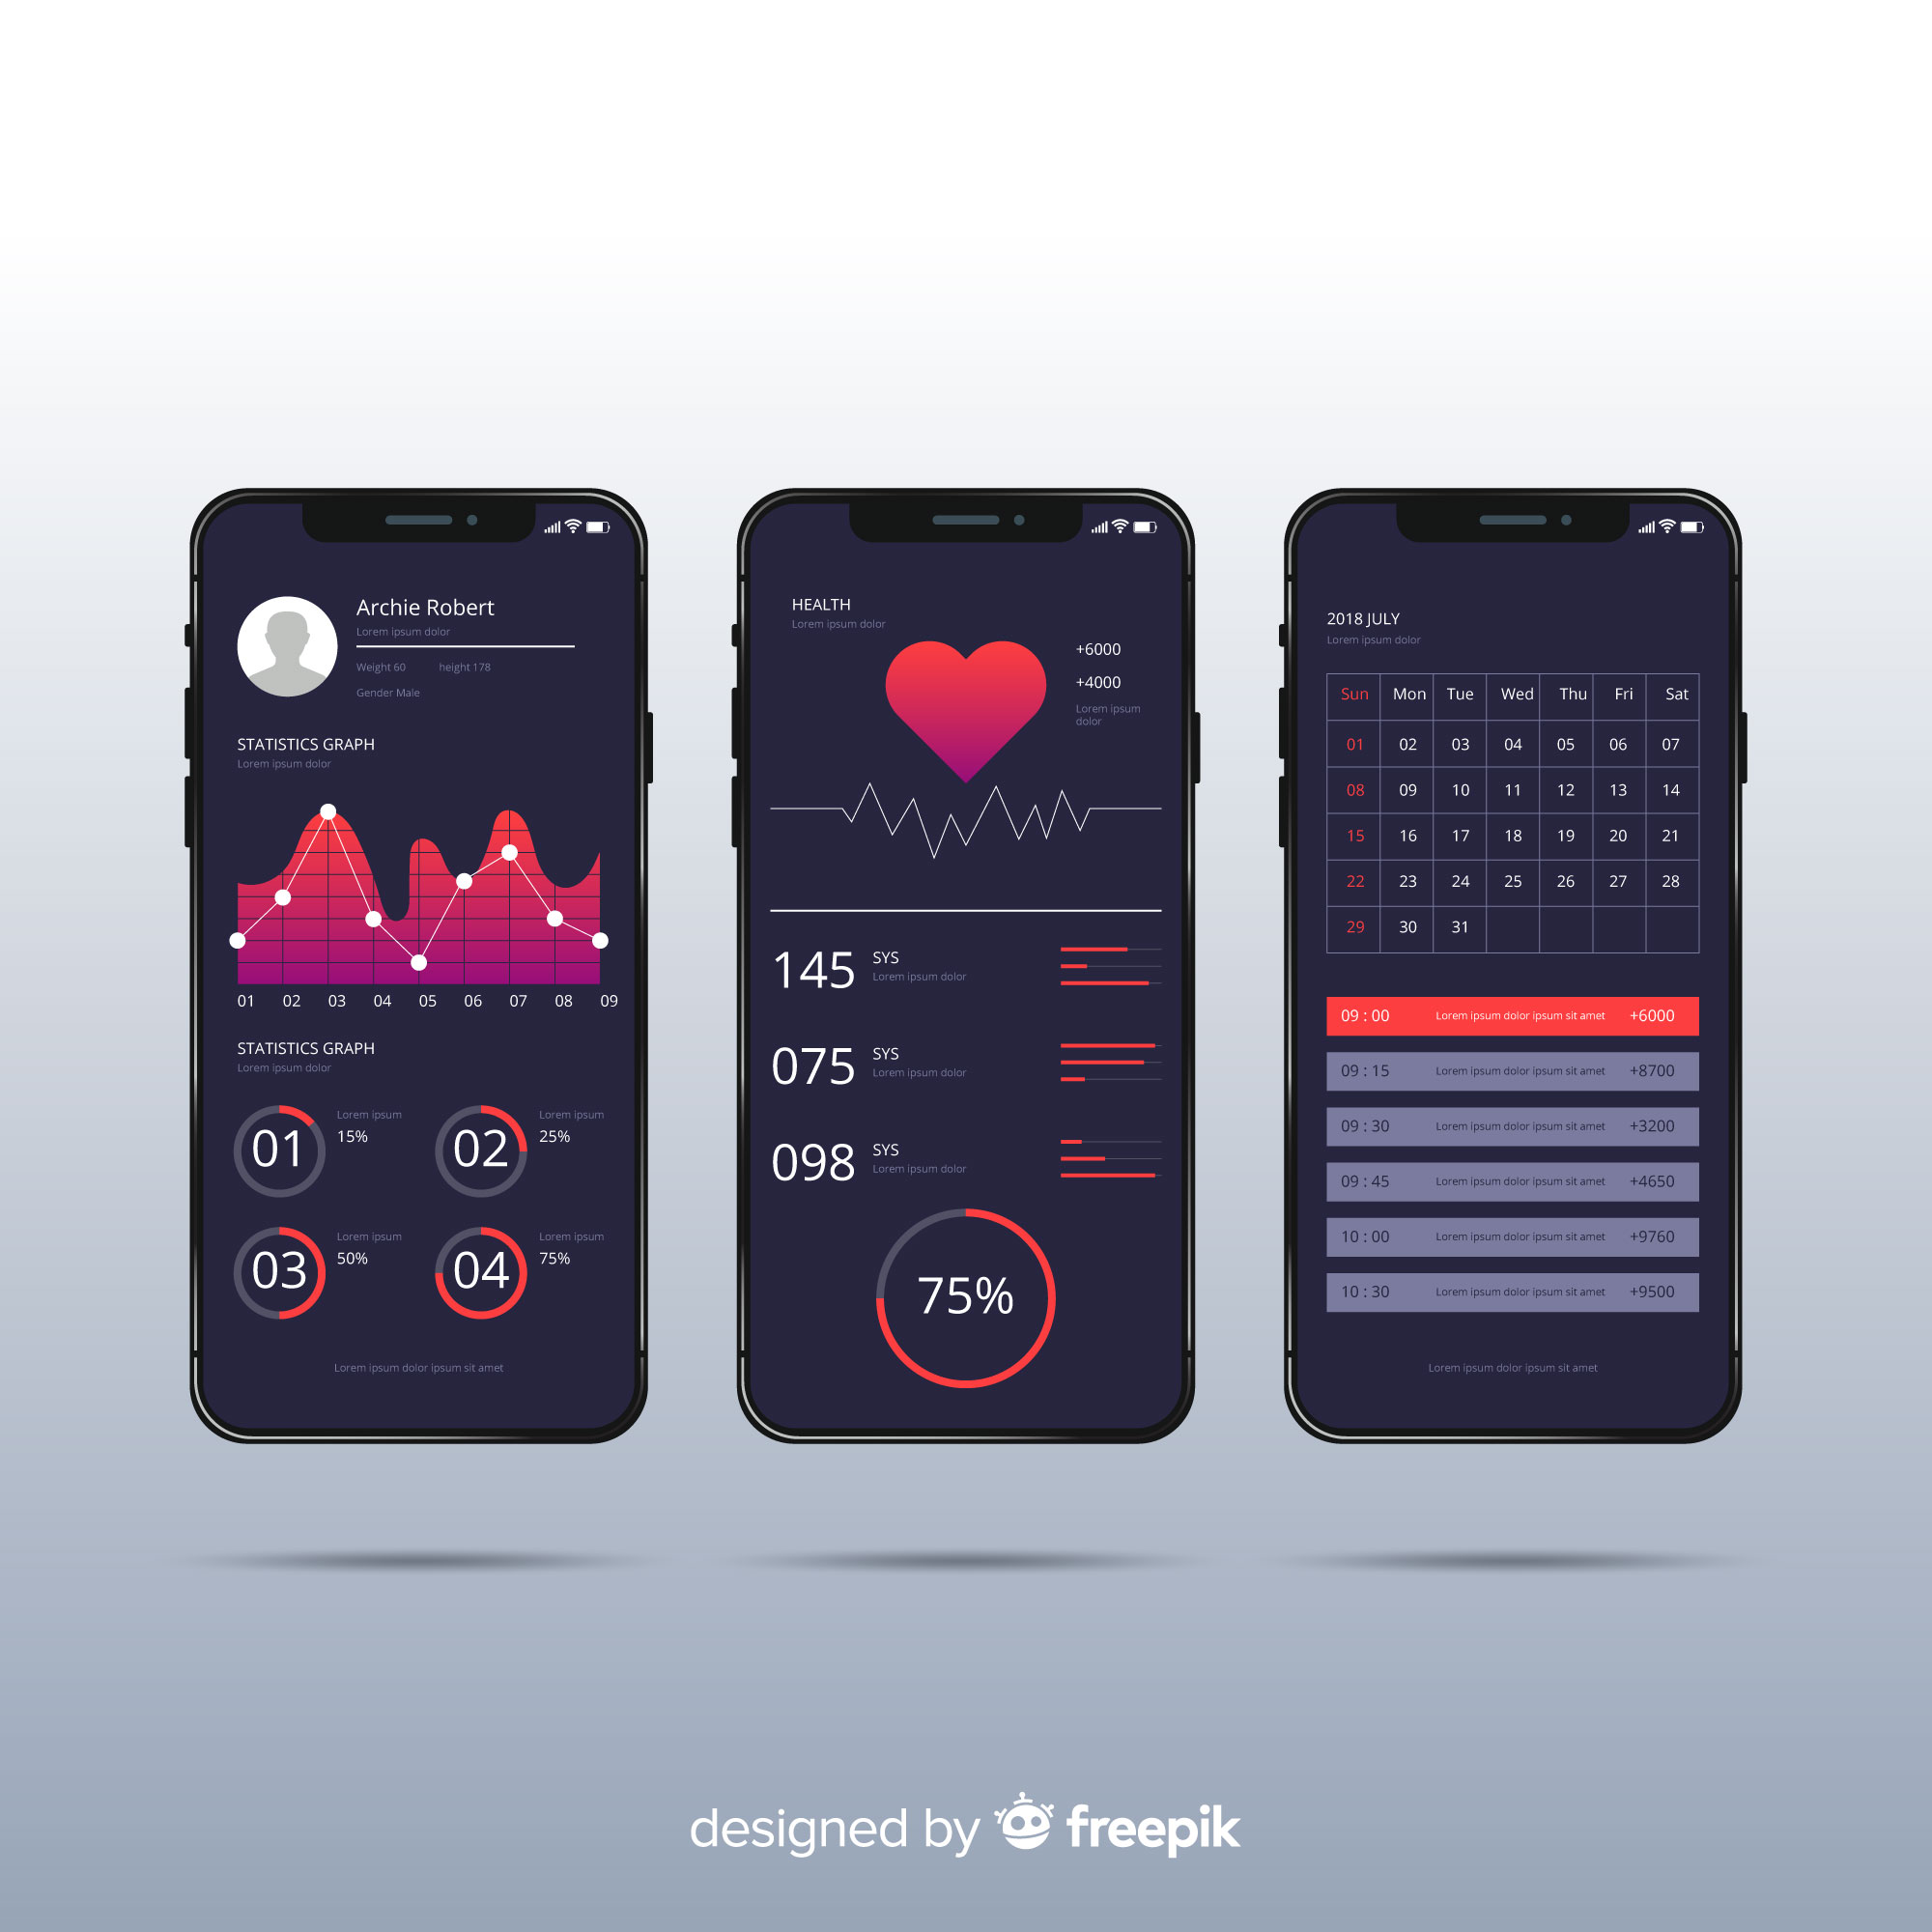 Archie Robert
Lorem ipsum dolor
Weight 60 height 178
Gender Male
STATISTICS GRAPH
Lorem ipsum dolor
01 02 03 04 05 06 07 08 09
STATISTICS GRAPH
Lorem ipsum dolor
01
Lorem ipsum
15%
02
Lorem ipsum
25%
03
Lorem ipsum
50%
04
Lorem ipsum
75%
Lorem ipsum dolor ipsum sit amet
HEALTH
Lorem ipsum dolor
+6000
+4000
Lorem ipsum
dolor
145
SYS
Lorem ipsum dolor
075
SYS
Lorem ipsum dolor
098
SYS
Lorem ipsum dolor
75%
2018 JULY
Lorem ipsum dolor
Sun Mon Tue Wed Thu Fri Sat
01 02 03 04 05 06 07
08 09 10 11 12 13 14
15 16 17 18 19 20 21
22 23 24 25 26 27 28
29 30 31
09 : 00 Lorem ipsum dolor ipsum sit amet +6000
09 : 15 Lorem ipsum dolor ipsum sit amet +8700
09 : 30 Lorem ipsum dolor ipsum sit amet +3200
09 : 45 Lorem ipsum dolor ipsum sit amet +4650
10 : 00 Lorem ipsum dolor ipsum sit amet +9760
10 : 30 Lorem ipsum dolor ipsum sit amet +9500
Lorem ipsum dolor ipsum sit amet
designed by freepik